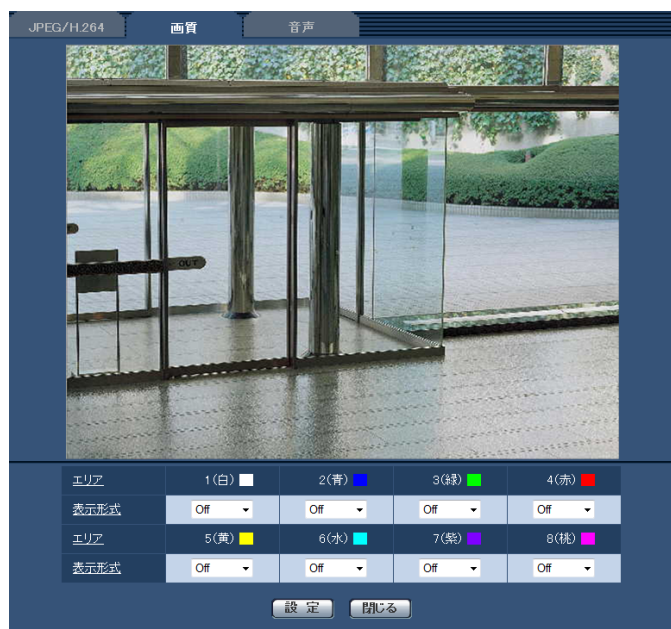 JPEG/H.264 画質 音声
OUT
エリア 1(白) 2(青) 3(緑) 4(赤)
表示形式 Off Off Off Off
エリア 5(黄) 6(水) 7(紫) 8(桃)
表示形式 Off Off Off Off
設定 閉じる